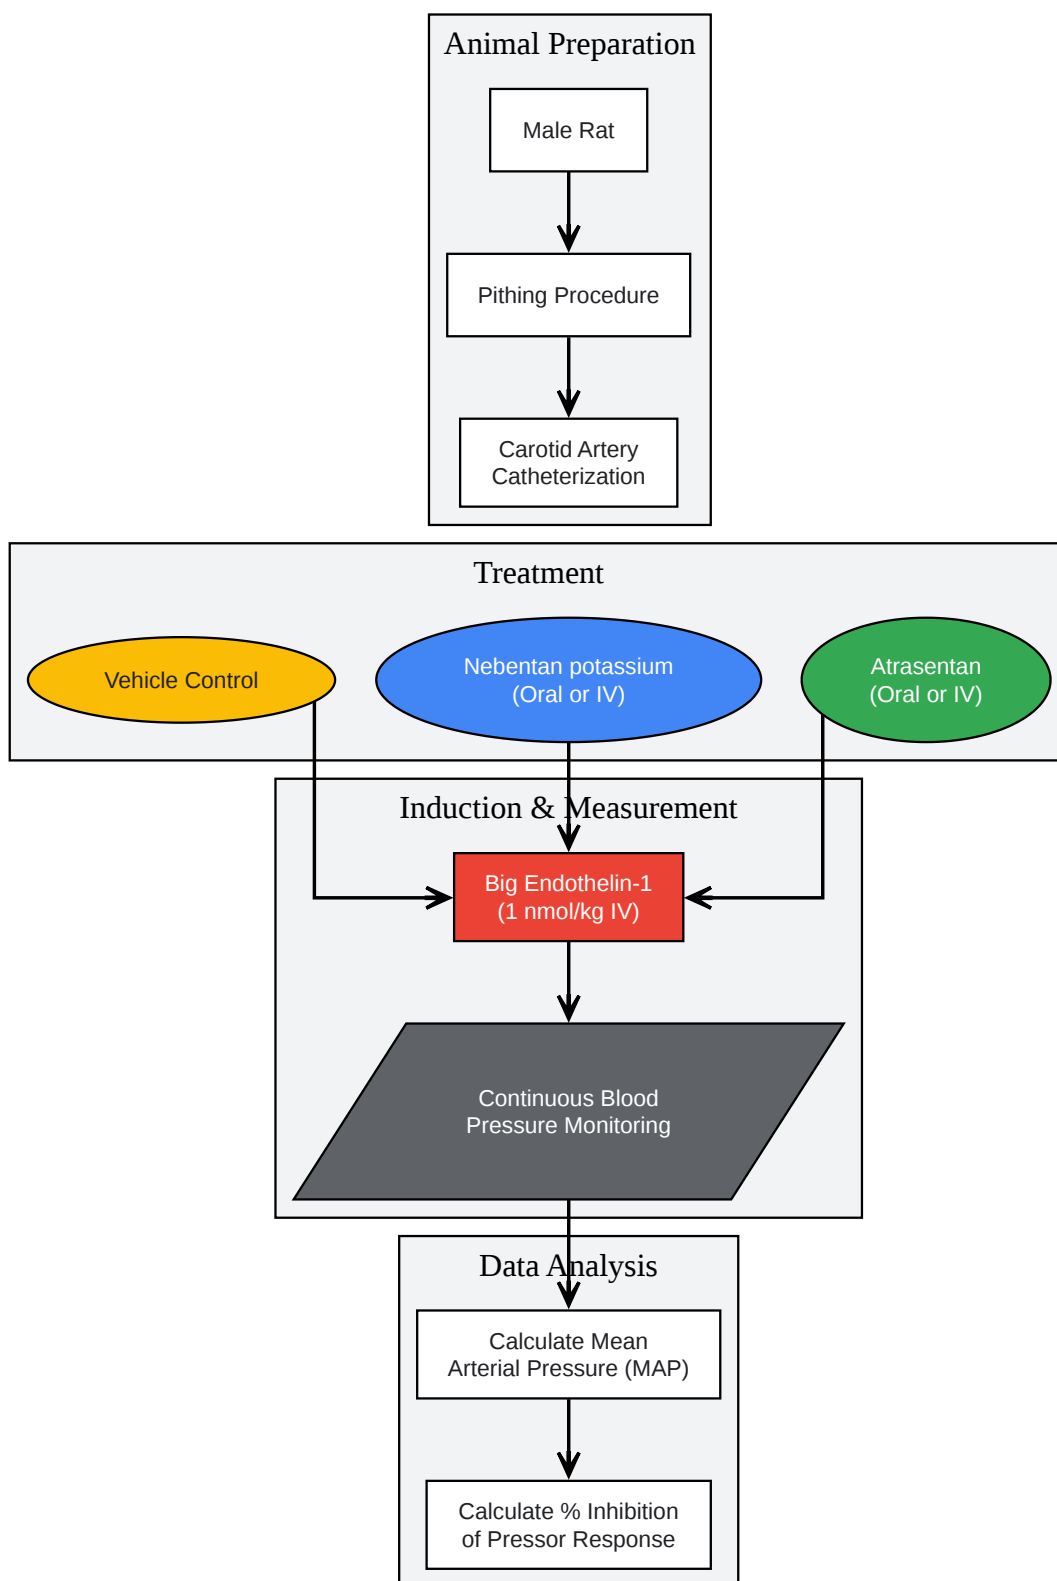 Animal Preparation
Male Rat
Pithing Procedure
Carotid Artery
Catheterization
Treatment
Vehicle Control
Nebentan potassium
(Oral or IV)
Atrasentan
(Oral or IV)
Induction & Measurement
Big Endothelin-1
(1 nmol/kg IV)
Continuous Blood
Pressure Monitoring
Data Analysis
Calculate Mean
Arterial Pressure (MAP)
Calculate % Inhibition
of Pressor Response